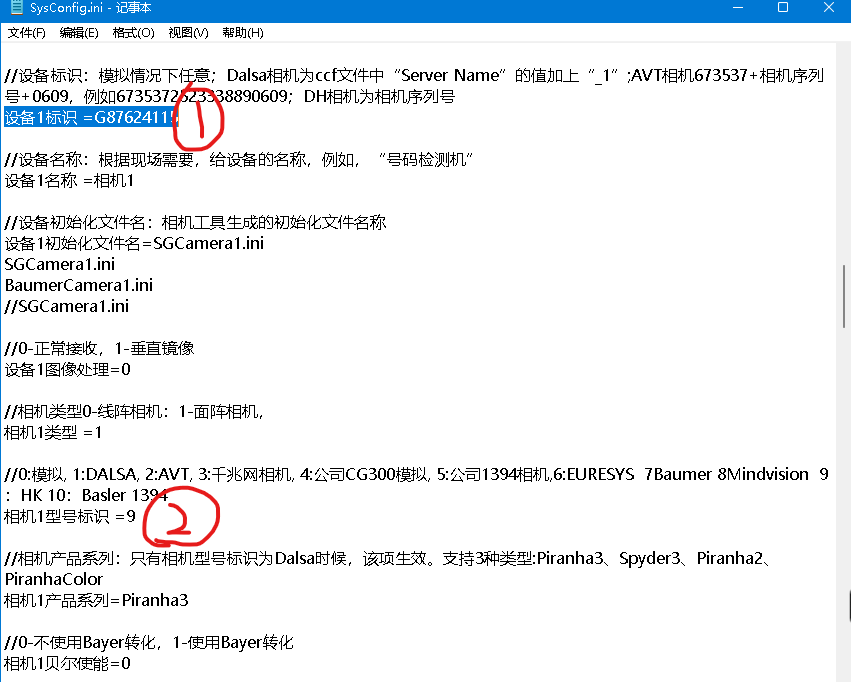 SysConfig.ini - 记事本
文件(F) 编辑(E) 格式(O) 视图(V) 帮助(H)
//设备标识：模拟情况下任意；Dalsa相机为ccf文件中“Server Name”的值加上“_1”;AVT相机673537+相机序列
号+0609，例如6735372623338890609；DH相机为相机序列号
设备1标识 =G8762411
1
//设备名称：根据现场需要，给设备的名称，例如，“号码检测机”
设备1名称 =相机1
//设备初始化文件名：相机工具生成的初始化文件名称
设备1初始化文件名=SGCamera1.ini
SGCamera1.ini
BaumerCamera1.ini
//SGCamera1.ini
//0-正常接收，1-垂直镜像
设备1图像处理=0
//相机类型0-线阵相机：1-面阵相机，
相机1类型 =1
//0:模拟, 1:DALSA, 2:AVT, 3:千兆网相机, 4:公司CG300模拟, 5:公司1394相机,6:EURESYS  7Baumer 8Mindvision  9
：HK 10：Basler 1394
相机1型号标识 =9
2
//相机产品系列：只有相机型号标识为Dalsa时候，该项生效。支持3种类型:Piranha3、Spyder3、Piranha2、
PiranhaColor
相机1产品系列=Piranha3
//0-不使用Bayer转化，1-使用Bayer转化
相机1贝尔使能=0